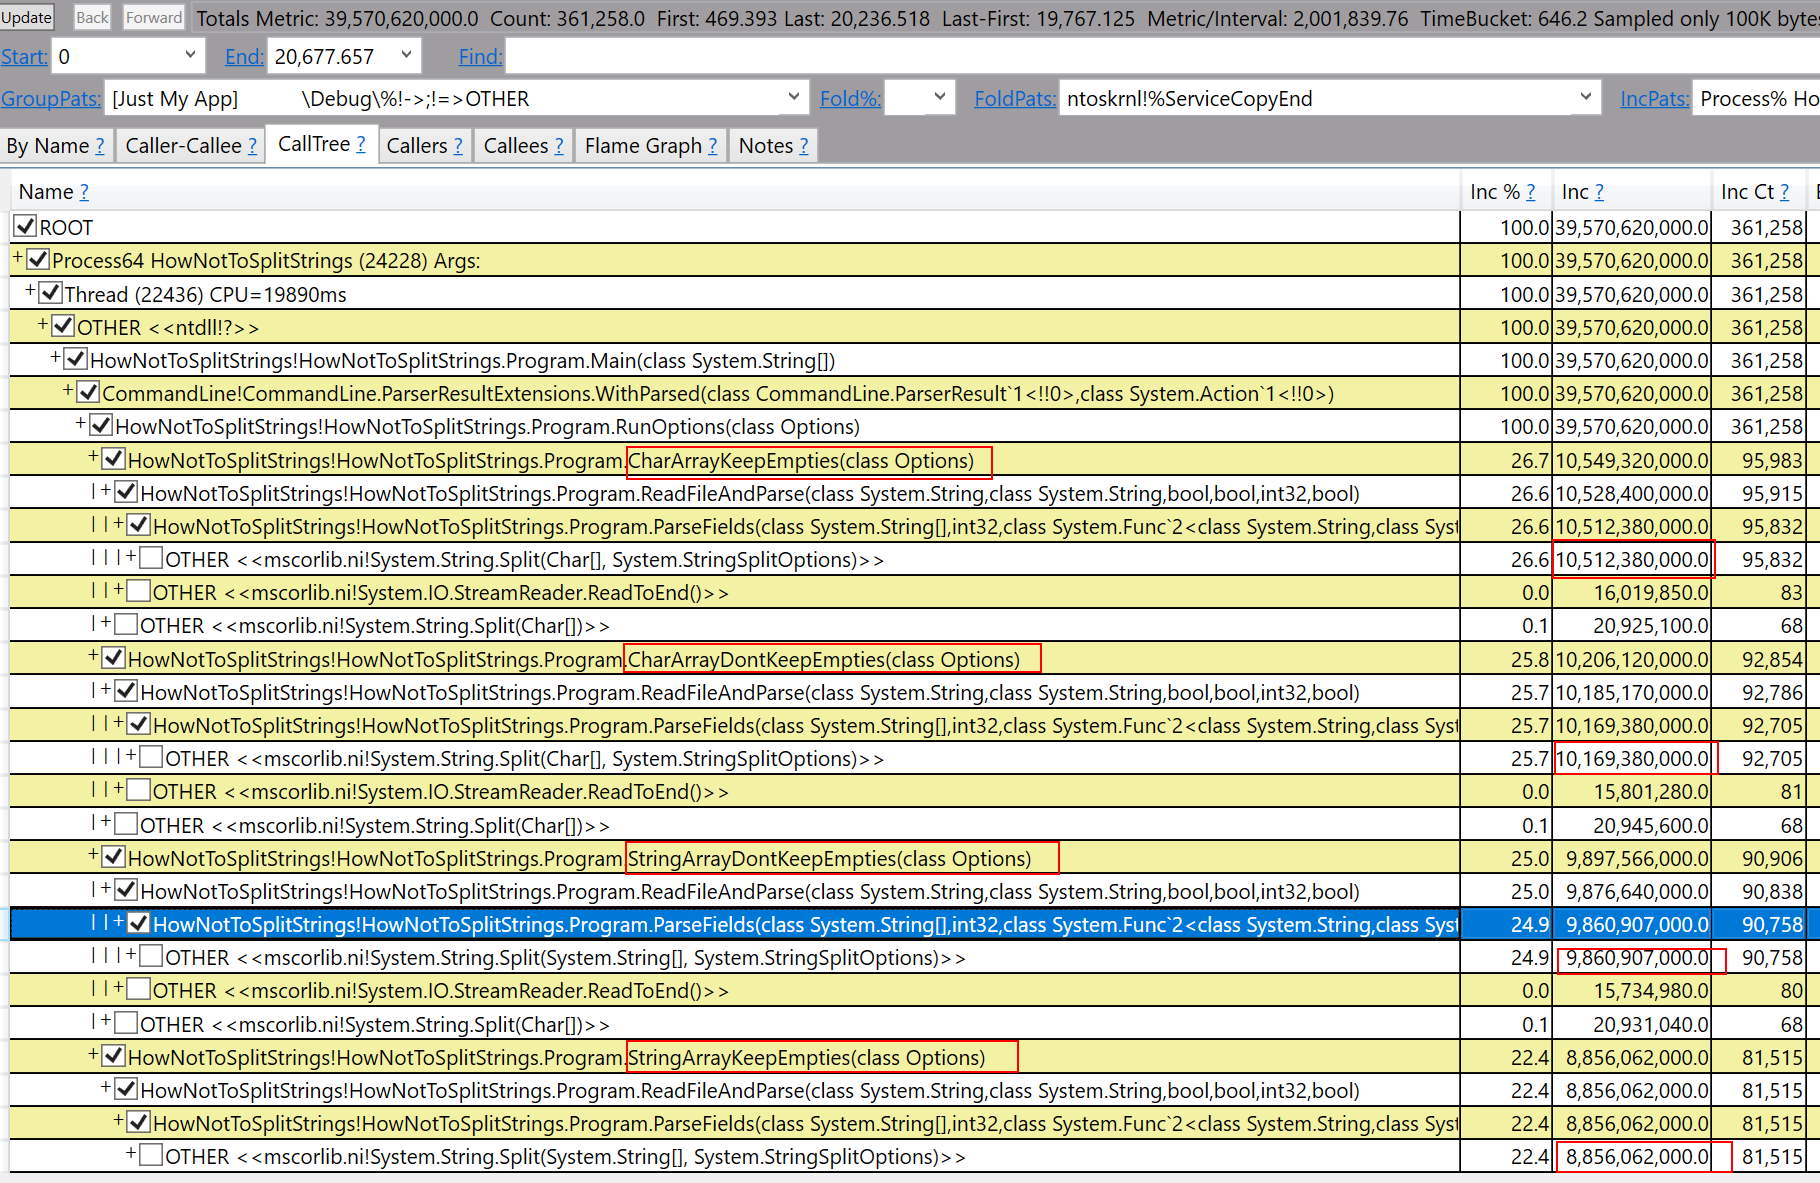 Update Back Forward Totals Metric: 39,570,620,000.0 Count: 361,258.0 First: 469.393 Last: 20,236.518 Last-First: 19,767.125 Metric/Interval: 2,001,839.76 TimeBucket: 646.2 Sampled only 100K byte
Start: 0 End: 20,677.657 Find:
GroupPats: [Just My App] \Debug\%!->;!=>OTHER Fold%: FoldPats: ntoskrnl!%ServiceCopyEnd IncPats: Process% Ho
By Name ? Caller-Callee ? CallTree ? Callers ? Callees ? Flame Graph ? Notes ?
Name ? Inc % ? Inc ? Inc Ct ?
ROOT 100.0 39,570,620,000.0 361,258
+ Process64 HowNotToSplitStrings (24228) Args: 100.0 39,570,620,000.0 361,258
+ Thread (22436) CPU=19890ms 100.0 39,570,620,000.0 361,258
+ OTHER <<ntdll!?>> 100.0 39,570,620,000.0 361,258
+ HowNotToSplitStrings!HowNotToSplitStrings.Program.Main(class System.String[]) 100.0 39,570,620,000.0 361,258
+ CommandLine!CommandLine.ParserResultExtensions.WithParsed(class CommandLine.ParserResult`1<!!0>,class System.Action`1<!!0>) 100.0 39,570,620,000.0 361,258
+ HowNotToSplitStrings!HowNotToSplitStrings.Program.RunOptions(class Options) 100.0 39,570,620,000.0 361,258
+ HowNotToSplitStrings!HowNotToSplitStrings.Program.CharArrayKeepEmpties(class Options) 26.7 10,549,320,000.0 95,983
|+ HowNotToSplitStrings!HowNotToSplitStrings.Program.ReadFileAndParse(class System.String,class System.String,bool,bool,int32,bool) 26.6 10,528,400,000.0 95,915
||+ HowNotToSplitStrings!HowNotToSplitStrings.Program.ParseFields(class System.String[],int32,class System.Func`2<class System.String,class Syst 26.6 10,512,380,000.0 95,832
|||+ OTHER <<mscorlib.ni!System.String.Split(Char[], System.StringSplitOptions)>> 26.6 10,512,380,000.0 95,832
||+ OTHER <<mscorlib.ni!System.IO.StreamReader.ReadToEnd()>> 0.0 16,019,850.0 83
|+ OTHER <<mscorlib.ni!System.String.Split(Char[])>> 0.1 20,925,100.0 68
+ HowNotToSplitStrings!HowNotToSplitStrings.Program.CharArrayDontKeepEmpties(class Options) 25.8 10,206,120,000.0 92,854
|+ HowNotToSplitStrings!HowNotToSplitStrings.Program.ReadFileAndParse(class System.String,class System.String,bool,bool,int32,bool) 25.7 10,185,170,000.0 92,786
||+ HowNotToSplitStrings!HowNotToSplitStrings.Program.ParseFields(class System.String[],int32,class System.Func`2<class System.String,class Syst 25.7 10,169,380,000.0 92,705
|||+ OTHER <<mscorlib.ni!System.String.Split(Char[], System.StringSplitOptions)>> 25.7 10,169,380,000.0 92,705
||+ OTHER <<mscorlib.ni!System.IO.StreamReader.ReadToEnd()>> 0.0 15,801,280.0 81
|+ OTHER <<mscorlib.ni!System.String.Split(Char[])>> 0.1 20,945,600.0 68
+ HowNotToSplitStrings!HowNotToSplitStrings.Program.StringArrayDontKeepEmpties(class Options) 25.0 9,897,566,000.0 90,906
|+ HowNotToSplitStrings!HowNotToSplitStrings.Program.ReadFileAndParse(class System.String,class System.String,bool,bool,int32,bool) 25.0 9,876,640,000.0 90,838
||+ HowNotToSplitStrings!HowNotToSplitStrings.Program.ParseFields(class System.String[],int32,class System.Func`2<class System.String,class Syst 24.9 9,860,907,000.0 90,758
|||+ OTHER <<mscorlib.ni!System.String.Split(System.String[], System.StringSplitOptions)>> 24.9 9,860,907,000.0 90,758
||+ OTHER <<mscorlib.ni!System.IO.StreamReader.ReadToEnd()>> 0.0 15,734,980.0 80
|+ OTHER <<mscorlib.ni!System.String.Split(Char[])>> 0.1 20,931,040.0 68
+ HowNotToSplitStrings!HowNotToSplitStrings.Program.StringArrayKeepEmpties(class Options) 22.4 8,856,062,000.0 81,515
+ HowNotToSplitStrings!HowNotToSplitStrings.Program.ReadFileAndParse(class System.String,class System.String,bool,bool,int32,bool) 22.4 8,856,062,000.0 81,515
+ HowNotToSplitStrings!HowNotToSplitStrings.Program.ParseFields(class System.String[],int32,class System.Func`2<class System.String,class Syst 22.4 8,856,062,000.0 81,515
+ OTHER <<mscorlib.ni!System.String.Split(System.String[], System.StringSplitOptions)>> 22.4 8,856,062,000.0 81,515